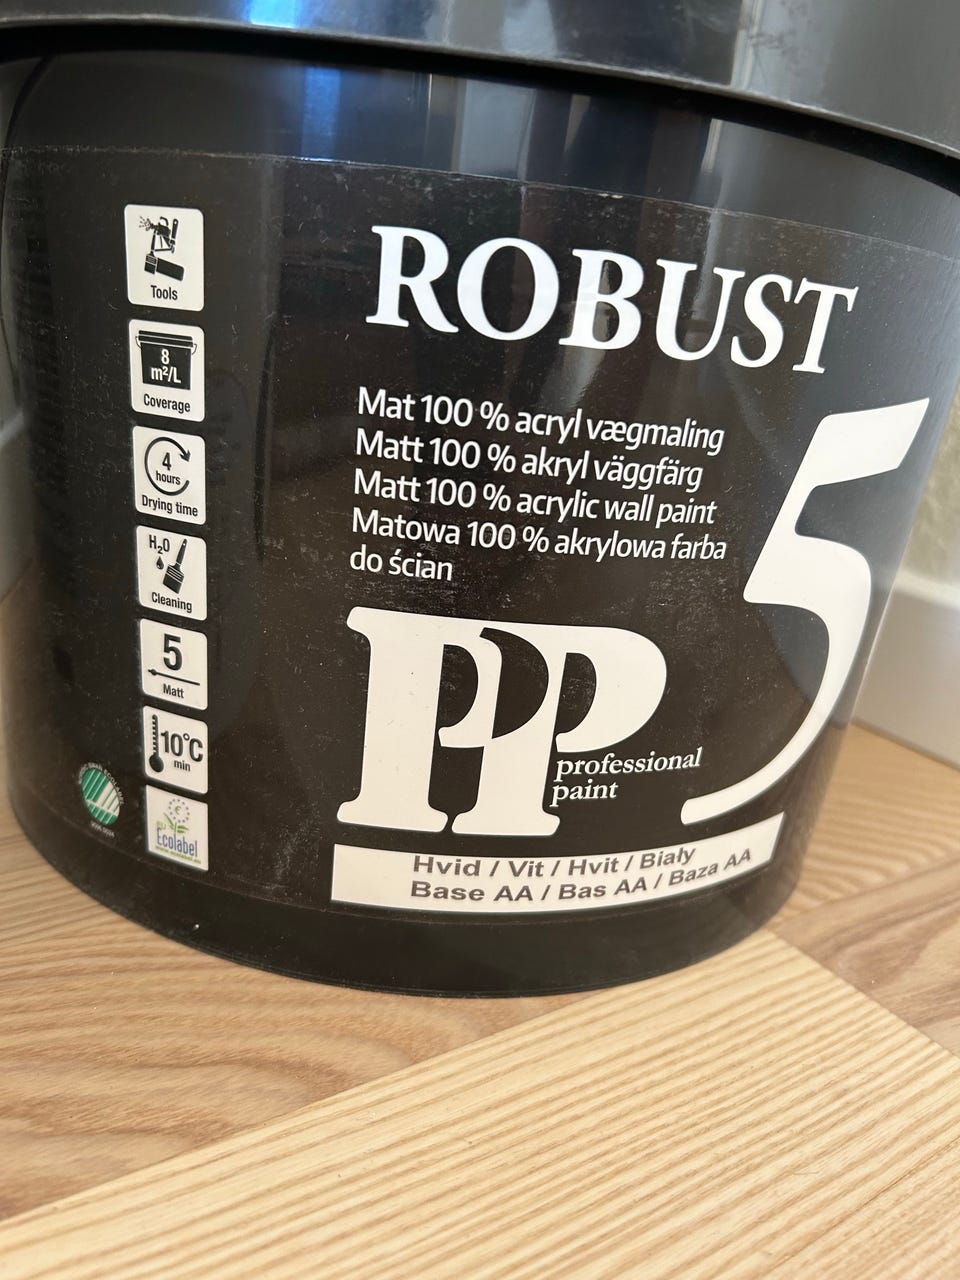 ROBUST
Mat 100 % acryl vægmaling
Matt 100 % akryl väggfärg
Matt 100 % acrylic wall paint
Matowa 100 % akrylowa farba
do ścian
5
PP
professional
paint
Hvid / Vit / Hvit / Biały
Base AA / Bas AA / Baza AA
Tools
8
m²/L
Coverage
4
hours
Drying time
H₂O
Cleaning
5
Matt
10°C
min
Ecolabel